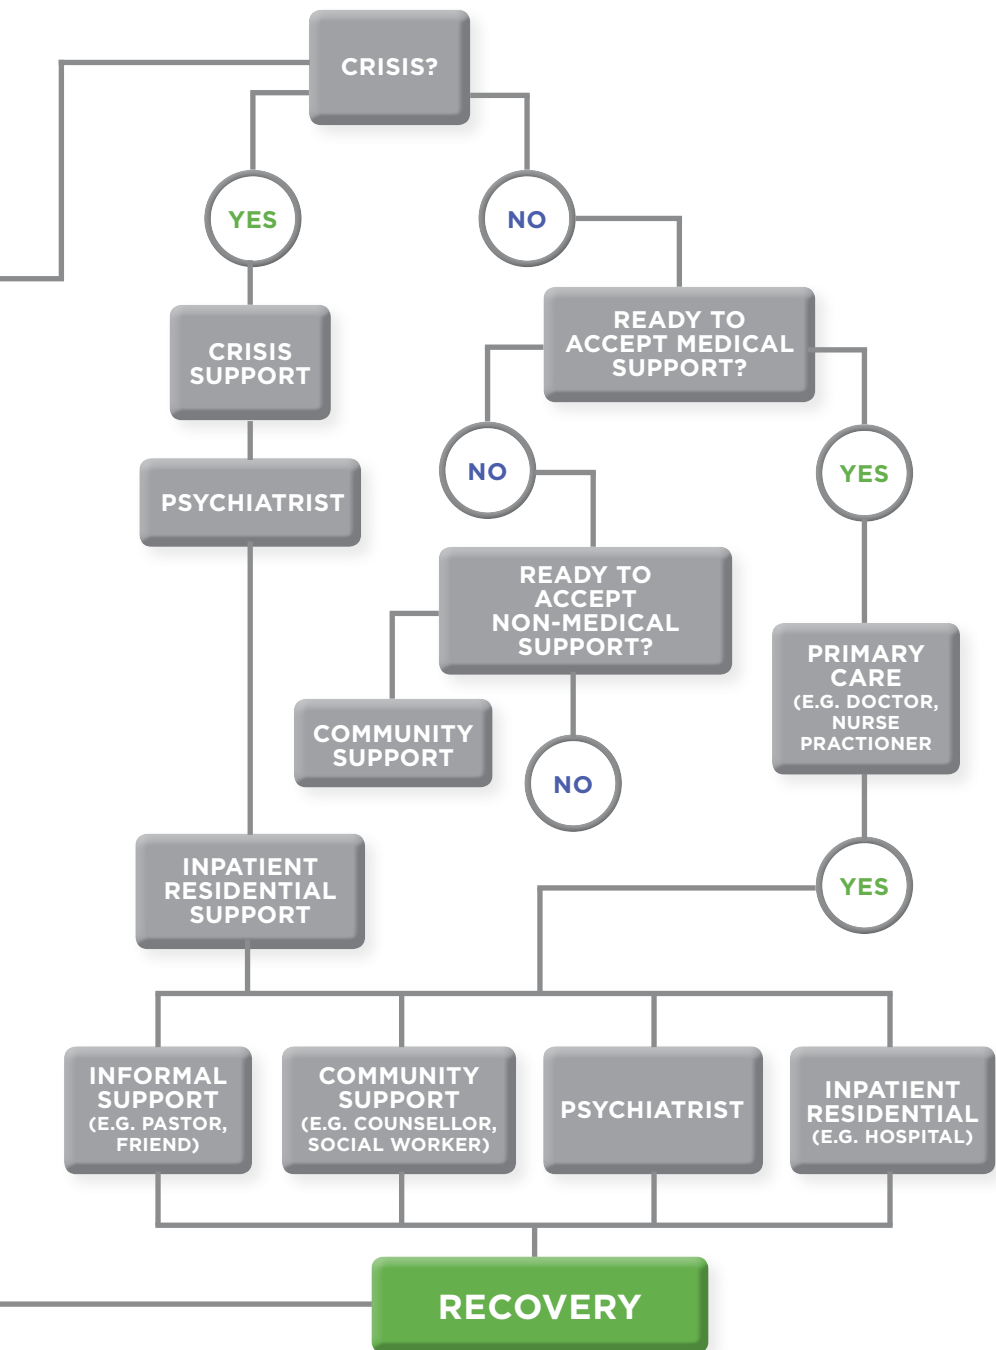 CRISIS?
YES
NO
CRISIS
SUPPORT
READY TO
ACCEPT MEDICAL
SUPPORT?
NO
YES
PSYCHIATRIST
READY TO
ACCEPT
NON-MEDICAL
SUPPORT?
PRIMARY
CARE
(E.G. DOCTOR,
NURSE
PRACTIONER
COMMUNITY
SUPPORT
NO
INPATIENT
RESIDENTIAL
SUPPORT
YES
INFORMAL
SUPPORT
(E.G. PASTOR,
FRIEND)
COMMUNITY
SUPPORT
(E.G. COUNSELLOR,
SOCIAL WORKER)
PSYCHIATRIST
INPATIENT
RESIDENTIAL
(E.G. HOSPITAL)
RECOVERY